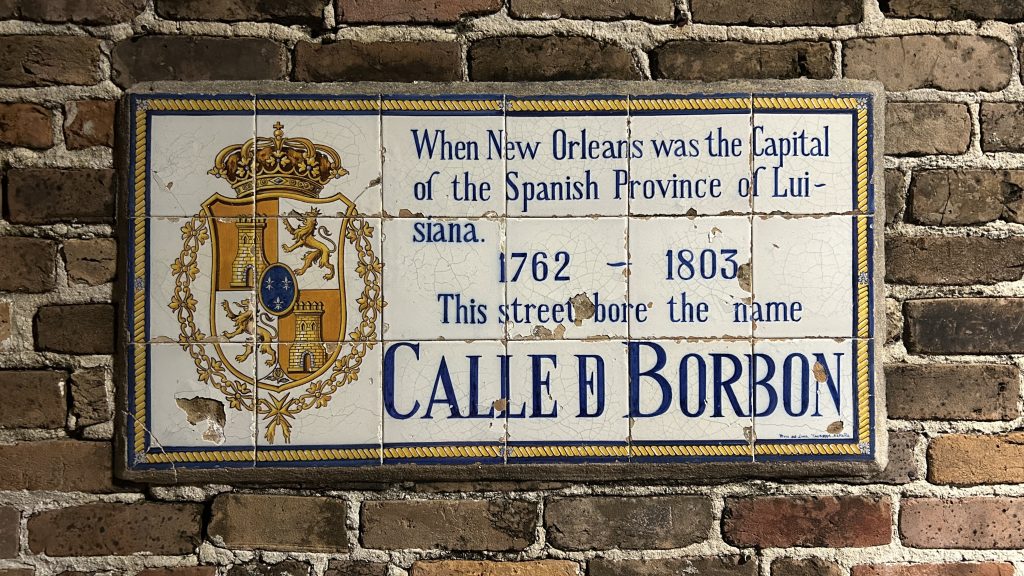 When New Orleans was the Capital
of the Spanish Province of Lui-
siana.
1762 - 1803
This street bore the name
CALLE Đ BORBON